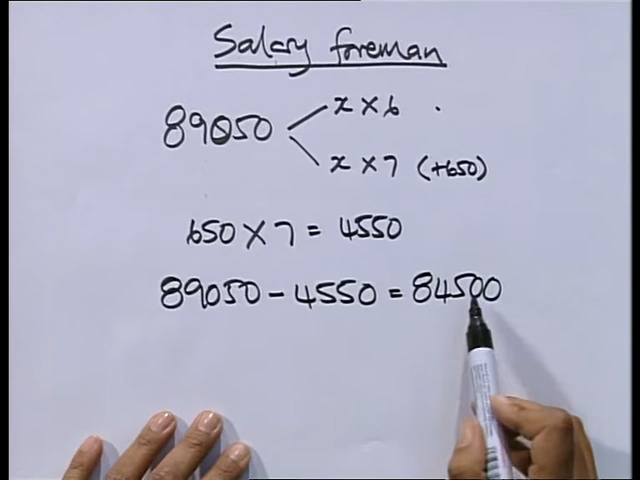 Salary foreman
89050
x × 6 .
x × 7 (+650)
650 × 7 = 4550
89050 - 4550 = 84500